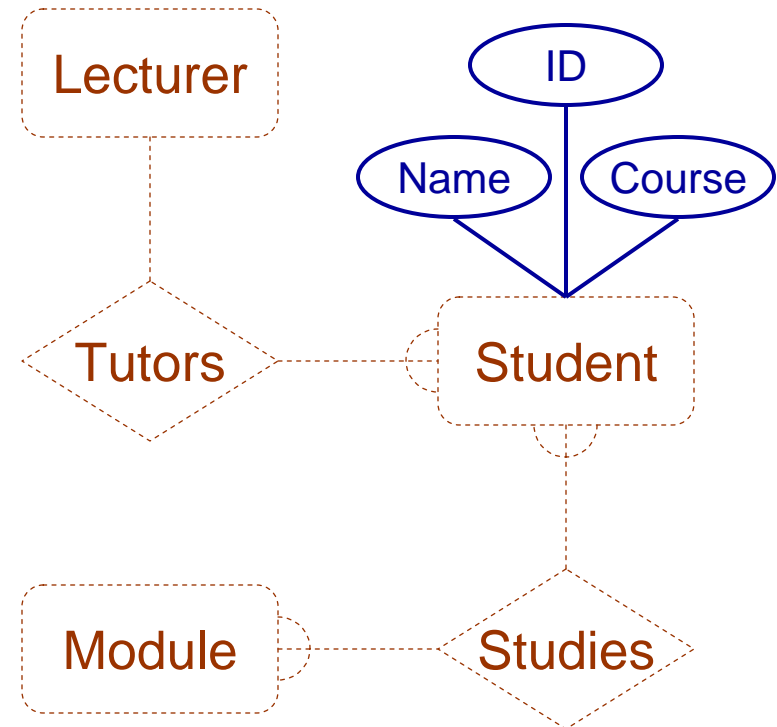 Lecturer
ID
Name
Course
Tutors
Student
Module
Studies